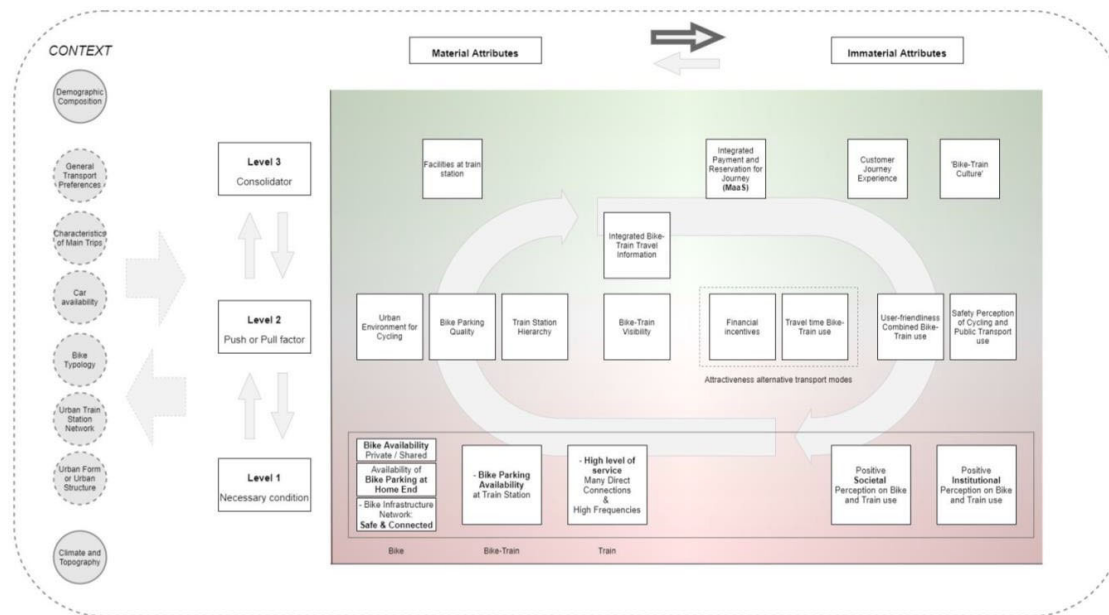 CONTEXT
Demographic
Composition
General
Transport
Preferences
Characteristics
of Main Trips
Car
availability
Bike
Typology
Urban Train
Station
Network
Urban Form
or Urban
Structure
Climate and
Topography
Level 3
Consolidator
Level 2
Push or Pull factor
Level 1
Necessary condition
Material Attributes
Immaterial Attributes
Facilities at train
station
Integrated
Payment and
Reservation for
Journey
(MaaS)
Customer
Journey
Experience
'Bike-Train
Culture'
Integrated Bike-
Train Travel
Information
Urban
Environment for
Cycling
Bike Parking
Quality
Train Station
Hierarchy
Bike-Train
Visibility
Financial
incentives
Travel time Bike-
Train use
Attractiveness alternative transport modes
User-friendliness
Combined Bike-
Train use
Safety Perception
of Cycling and
Public Transport
use
Bike Availability
Private / Shared
Availability of
Bike Parking at
Home End
- Bike Infrastructure
Network:
Safe & Connected
- Bike Parking
Availability
at Train Station
- High level of
service
Many Direct
Connections
&
High Frequencies
Positive
Societal
Perception on Bike
and Train use
Positive
Institutional
Perception on Bike
and Train use
Bike
Bike-Train
Train